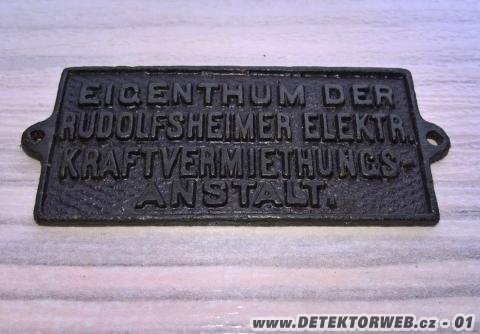 EIGENTHUM DER
RUDOLFSHEIMER ELEKTR.
KRAFTVERMIETHUNGS-
ANSTALT.
www.DETEKTORWEB.cz - 01